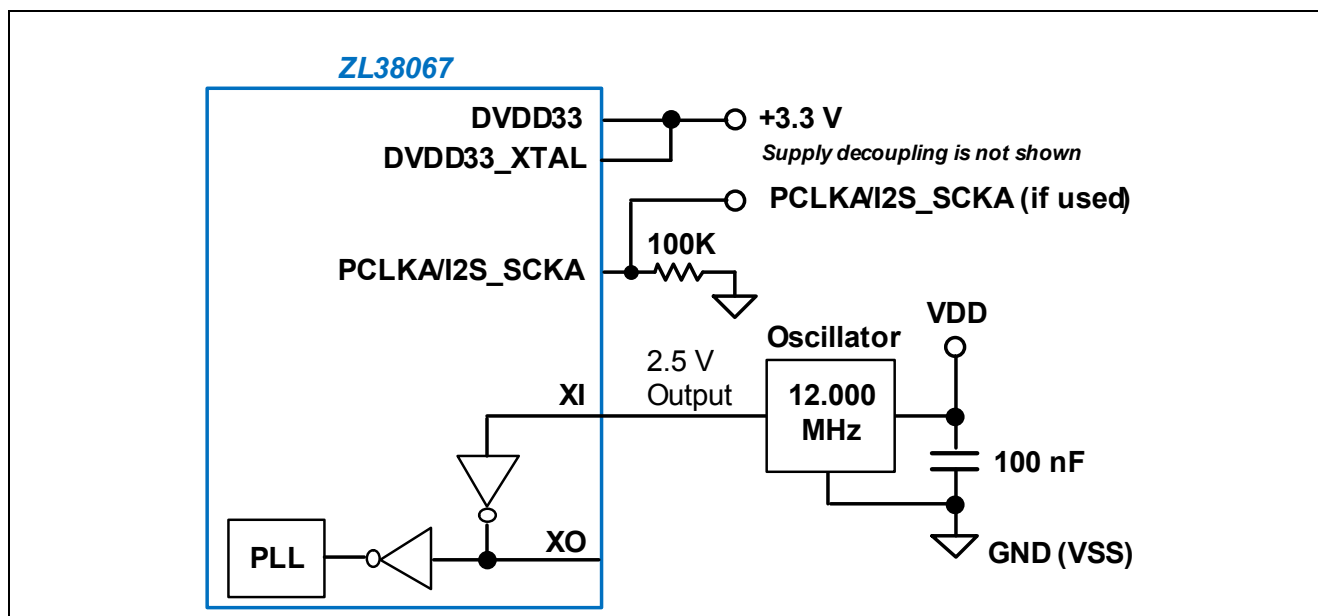 ZL38067
DVDD33
+3.3 V
DVDD33_XTAL
Supply decoupling is not shown
PCLKA/I2S_SCKA (if used)
100K
PCLKA/I2S_SCKA
VDD
Oscillator
2.5 V
Output
12.000
MHz
XI
100 nF
XO
PLL
GND (VSS)